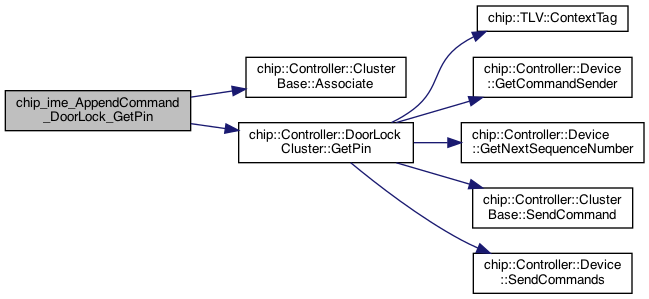 chip_ime_AppendCommand
_DoorLock_GetPin
chip::Controller::Cluster
Base::Associate
chip::Controller::DoorLock
Cluster::GetPin
chip::TLV::ContextTag
chip::Controller::Device
::GetCommandSender
chip::Controller::Device
::GetNextSequenceNumber
chip::Controller::Cluster
Base::SendCommand
chip::Controller::Device
::SendCommands